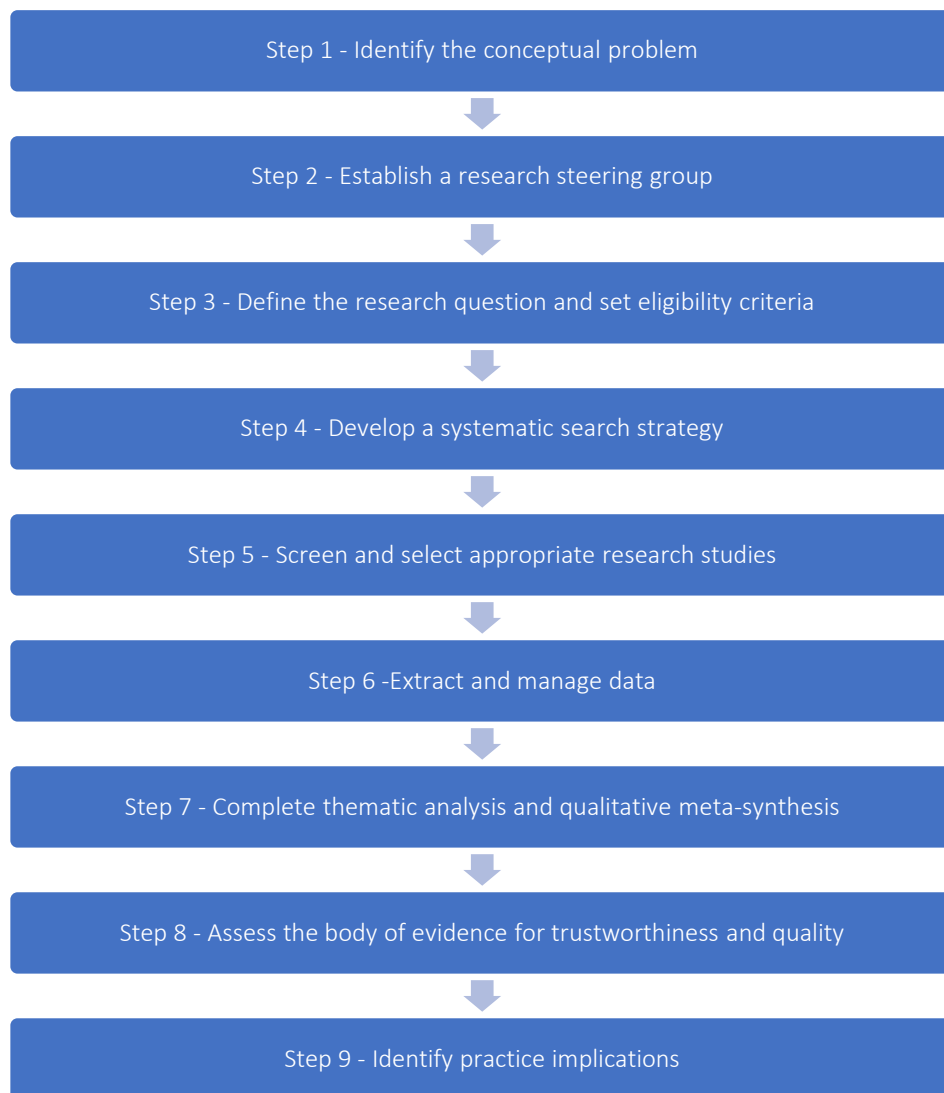 Step 1 - Identify the conceptual problem
Step 2 - Establish a research steering group
Step 3 - Define the research question and set eligibility criteria
Step 4 - Develop a systematic search strategy
Step 5 - Screen and select appropriate research studies
Step 6 -Extract and manage data
Step 7 - Complete thematic analysis and qualitative meta-synthesis
Step 8 - Assess the body of evidence for trustworthiness and quality
Step 9 - Identify practice implications